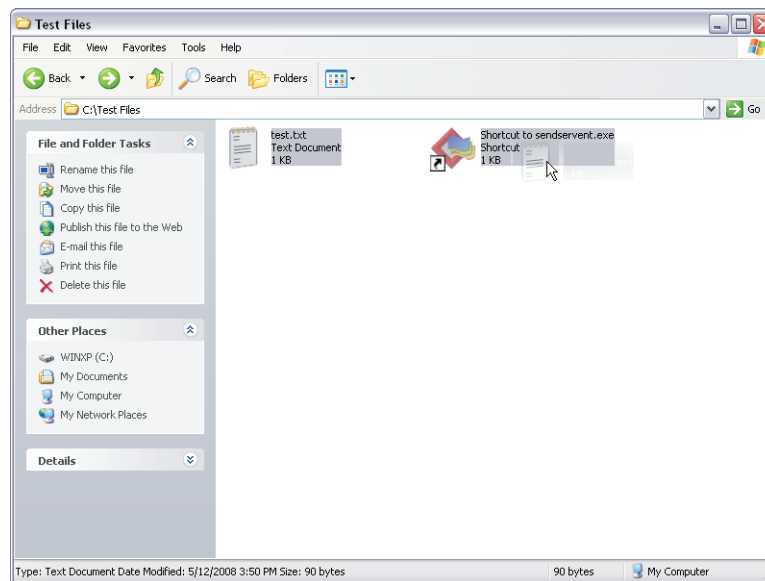 Test Files
File Edit View Favorites Tools Help
Back Search Folders
Address C:\Test Files Go
File and Folder Tasks
Rename this file
Move this file
Copy this file
Publish this file to the Web
E-mail this file
Print this file
Delete this file
Other Places
WINXP (C:)
My Documents
My Computer
My Network Places
Details
test.txt
Text Document
1 KB
Shortcut to sendservent.exe
Shortcut
1 KB
Type: Text Document Date Modified: 5/12/2008 3:50 PM Size: 90 bytes 90 bytes My Computer